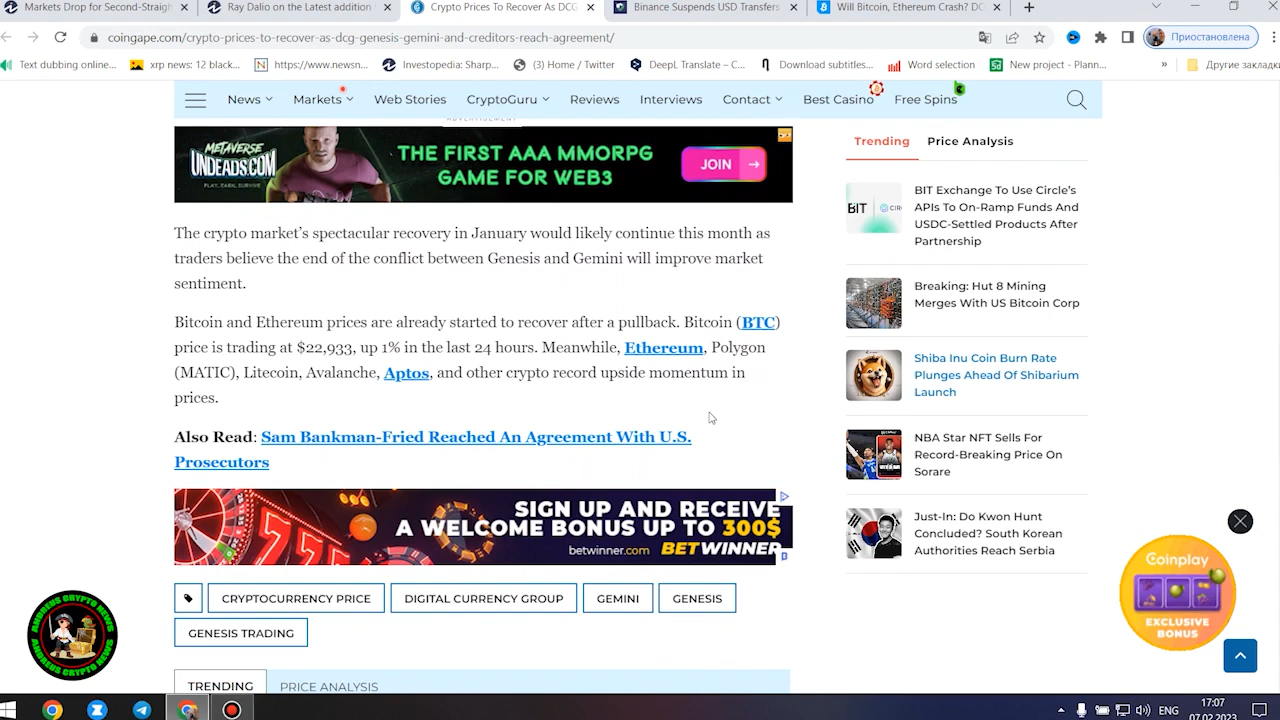 Markets Drop for Second-Straigh
Ray Dalio on the Latest addition
Crypto Prices To Recover As DCG
Binance Suspends USD Transfers
Will Bitcoin, Ethereum Crash? DC
coingape.com/crypto-prices-to-recover-as-dcg-genesis-gemini-and-creditors-reach-agreement/
Приостановлена
Text dubbing online...
xrp news: 12 black...
https://www.newsn...
Investopedia: Sharp...
(3) Home / Twitter
DeepL Translate – C...
Download subtitles...
Word selection
New project - Plann...
»
Другие закладки
News
Markets
Web Stories
CryptoGuru
Reviews
Interviews
Contact
Best Casino
Free Spins
ADVERTISEMENT
METAVERSE
UNDEADS.COM
PLAY. EARN. SURVIVE.
THE FIRST AAA MMORPG
GAME FOR WEB3
JOIN →
The crypto market's spectacular recovery in January would likely continue this month as
traders believe the end of the conflict between Genesis and Gemini will improve market
sentiment.
Bitcoin and Ethereum prices are already started to recover after a pullback. Bitcoin (BTC)
price is trading at $22,933, up 1% in the last 24 hours. Meanwhile, Ethereum, Polygon
(MATIC), Litecoin, Avalanche, Aptos, and other crypto record upside momentum in
prices.
Also Read: Sam Bankman-Fried Reached An Agreement With U.S.
Prosecutors
SIGN UP AND RECEIVE
A WELCOME BONUS UP TO 300$
betwinner.com BETWINNER
CRYPTOCURRENCY PRICE
DIGITAL CURRENCY GROUP
GEMINI
GENESIS
GENESIS TRADING
TRENDING
PRICE ANALYSIS
Trending
Price Analysis
BIT
CIR
BIT Exchange To Use Circle's
APIs To On-Ramp Funds And
USDC-Settled Products After
Partnership
Breaking: Hut 8 Mining
Merges With US Bitcoin Corp
Shiba Inu Coin Burn Rate
Plunges Ahead Of Shibarium
Launch
NBA Star NFT Sells For
Record-Breaking Price On
Sorare
Just-In: Do Kwon Hunt
Concluded? South Korean
Authorities Reach Serbia
Coinplay
EXCLUSIVE
BONUS
ANDREUS CRYPTO NEWS
ANDREUS CRYPTO NEWS
ENG
17:07
07.02.2023